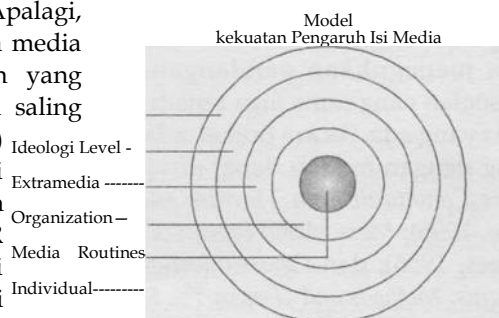 Apalagi,
media
yang
saling
Model
kekuatan Pengaruh Isi Media
Ideologi Level -
Extramedia -------
Organization—
Media Routines
Individual---------